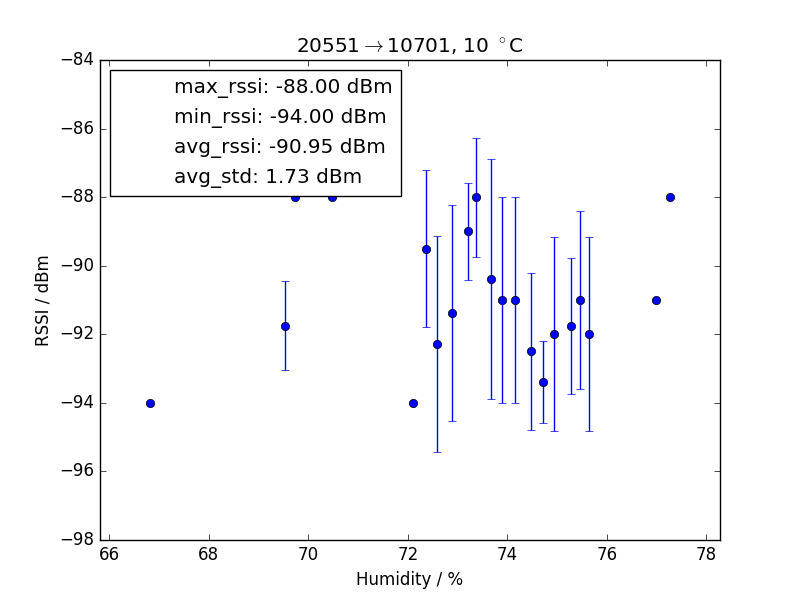 20551→10701, 10 °C
max_rssi: -88.00 dBm
min_rssi: -94.00 dBm
avg_rssi: -90.95 dBm
avg_std: 1.73 dBm
RSSI / dBm
−84
−86
−88
−90
−92
−94
−96
−98
66 68 70 72 74 76 78
Humidity / %